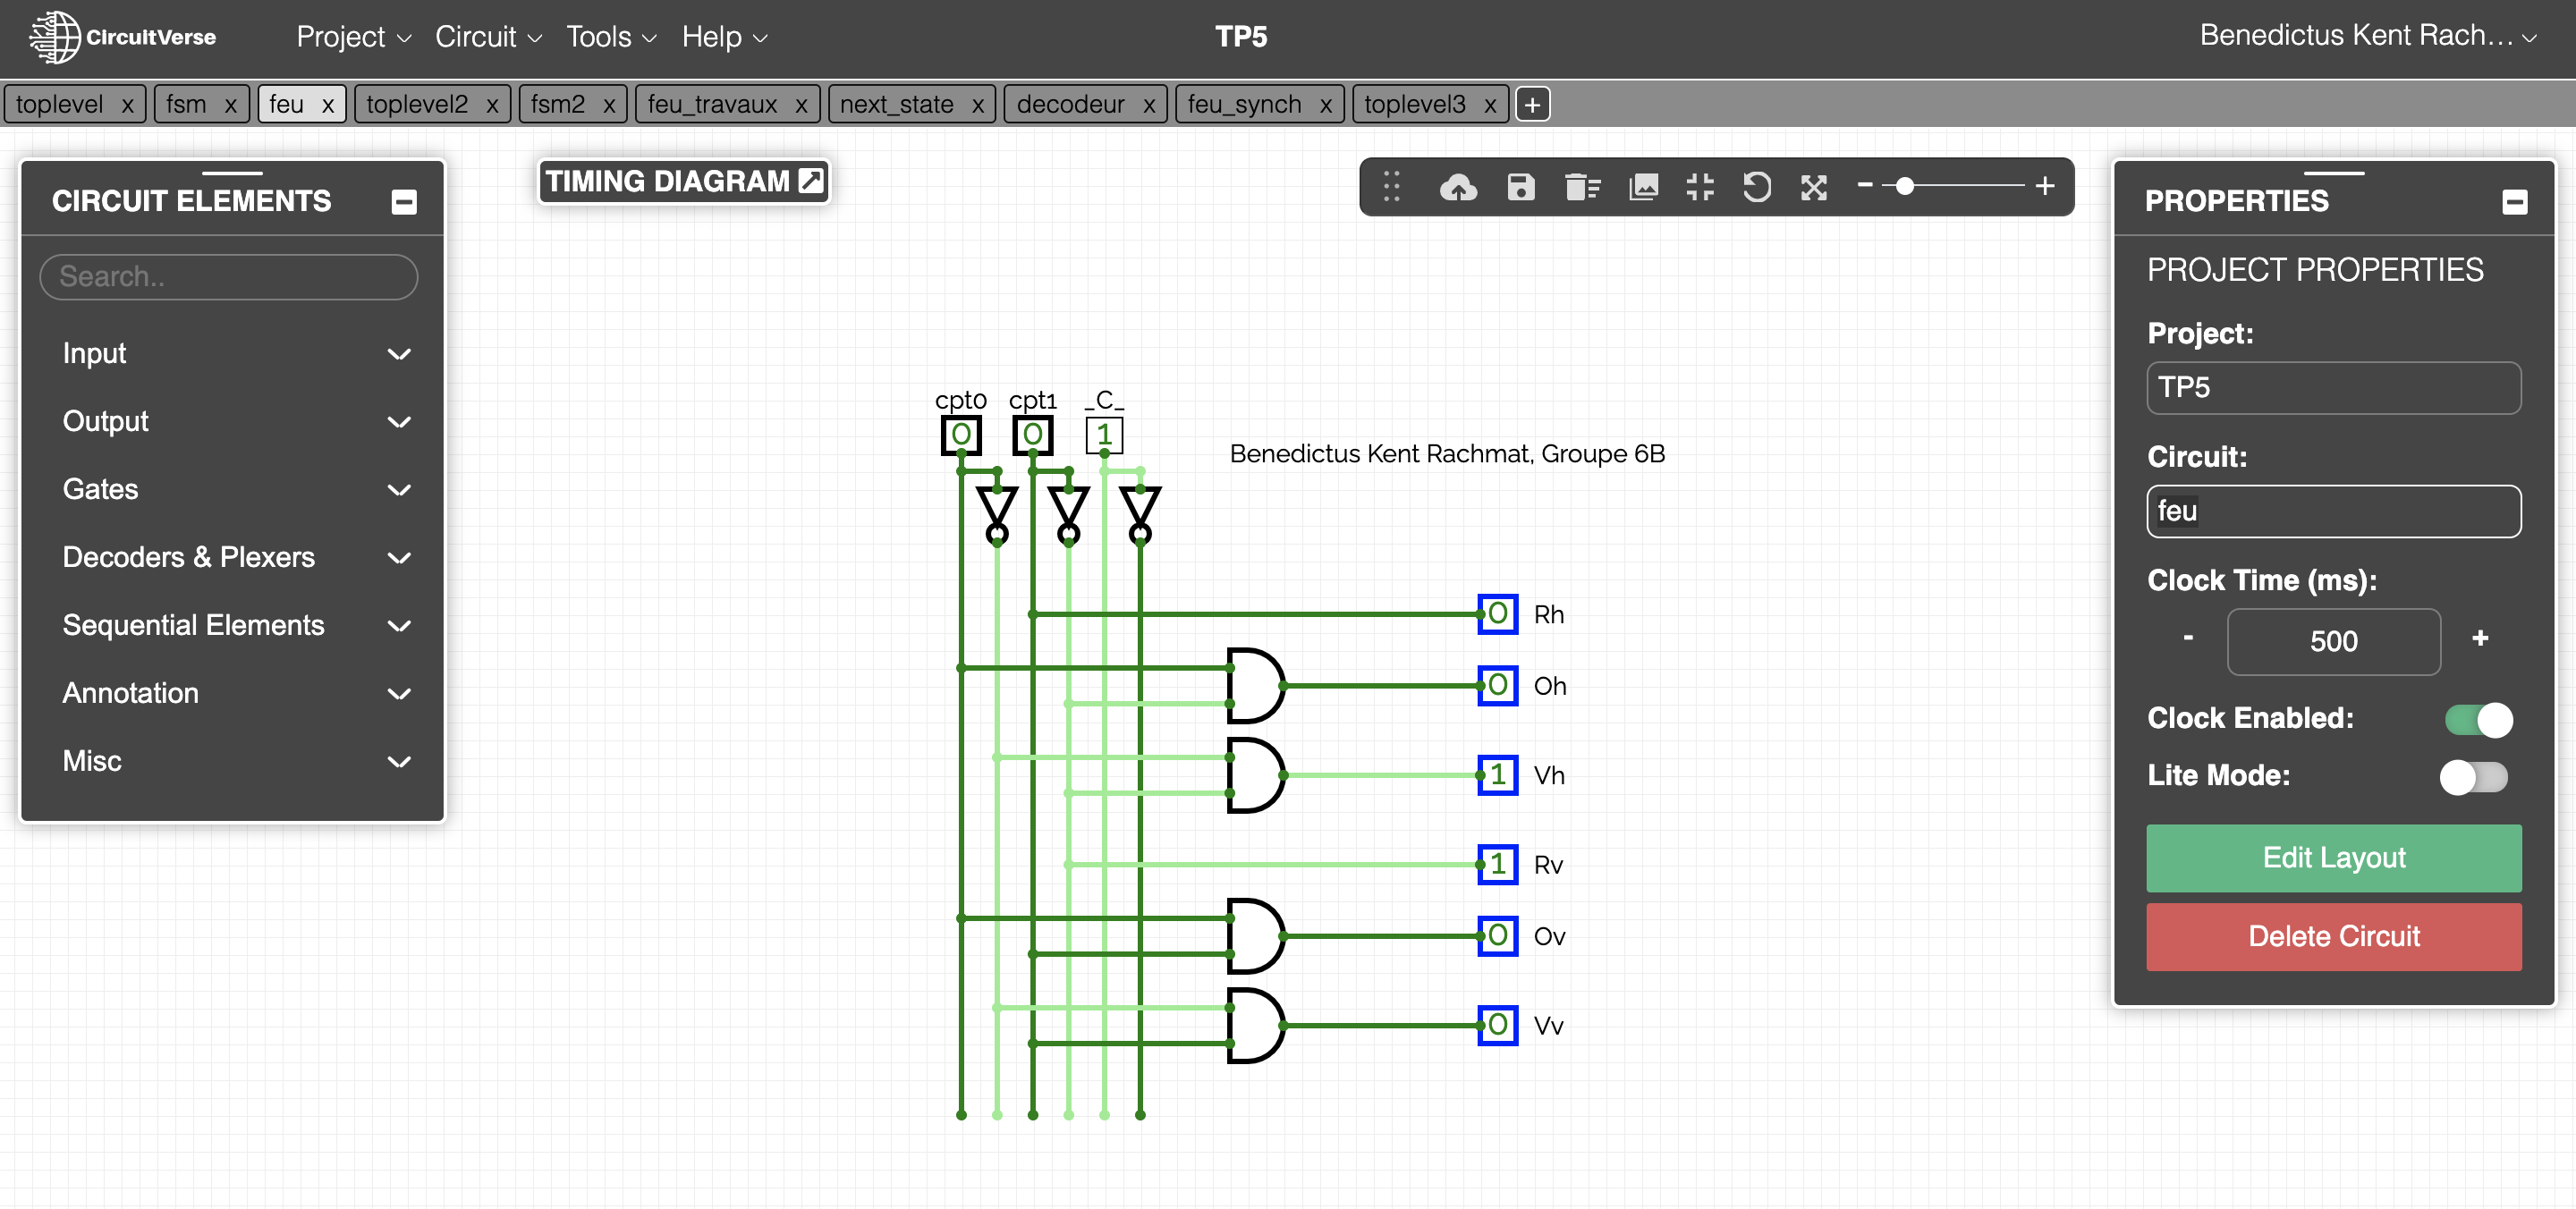 CircuitVerse Project Circuit Tools Help TP5 Benedictus Kent Rach...
toplevel x fsm x feu x toplevel2 x fsm2 x feu_travaux x next_state x decodeur x feu_synch x toplevel3 x +
CIRCUIT ELEMENTS
Search..
Input
Output
Gates
Decoders & Plexers
Sequential Elements
Annotation
Misc
TIMING DIAGRAM
cpt0 cpt1 _C_
0 0 1
Benedictus Kent Rachmat, Groupe 6B
0 Rh
0 Oh
1 Vh
1 Rv
0 Ov
0 Vv
PROPERTIES
PROJECT PROPERTIES
Project:
TP5
Circuit:
feu
Clock Time (ms):
- 500 +
Clock Enabled:
Lite Mode:
Edit Layout
Delete Circuit